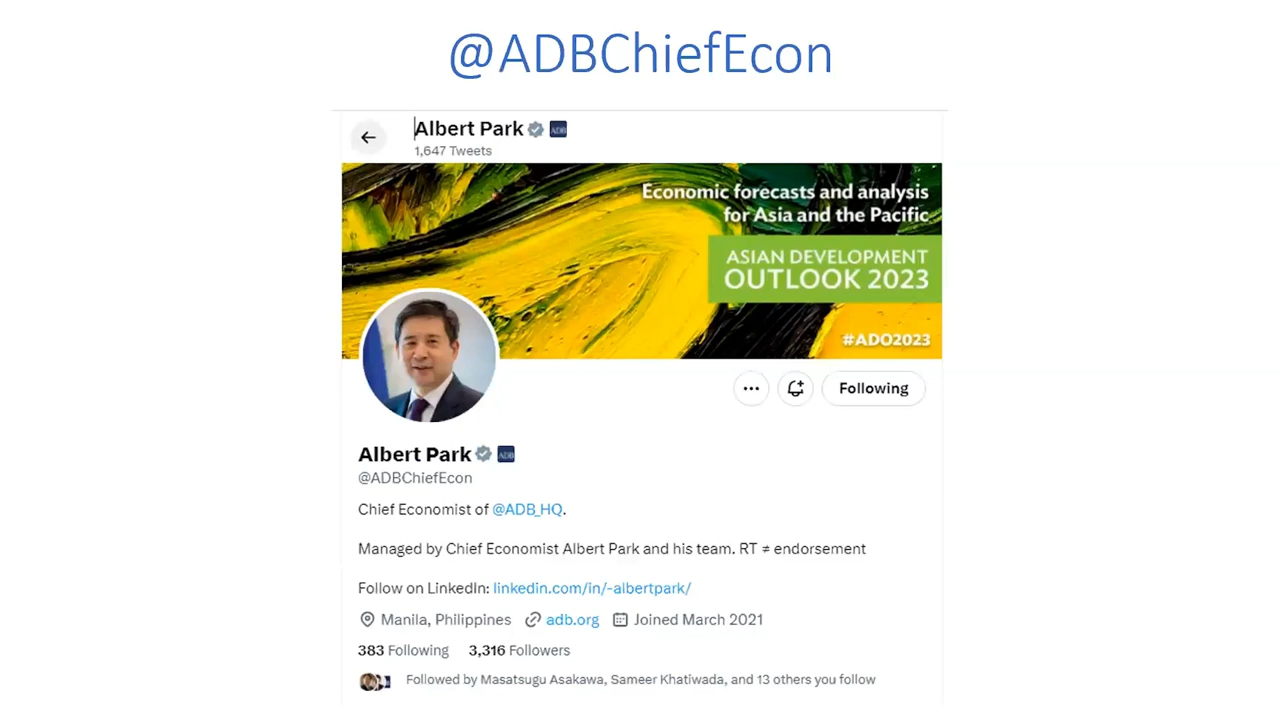 @ADBChiefEcon
Albert Park ADB
1,647 Tweets
Economic forecasts and analysis
for Asia and the Pacific
ASIAN DEVELOPMENT
OUTLOOK 2023
#ADO2023
Following
Albert Park ADB
@ADBChiefEcon
Chief Economist of @ADB_HQ.
Managed by Chief Economist Albert Park and his team. RT ≠ endorsement
Follow on LinkedIn: linkedin.com/in/-albertpark/
Manila, Philippines adb.org Joined March 2021
383 Following 3,316 Followers
Followed by Masatsugu Asakawa, Sameer Khatiwada, and 13 others you follow